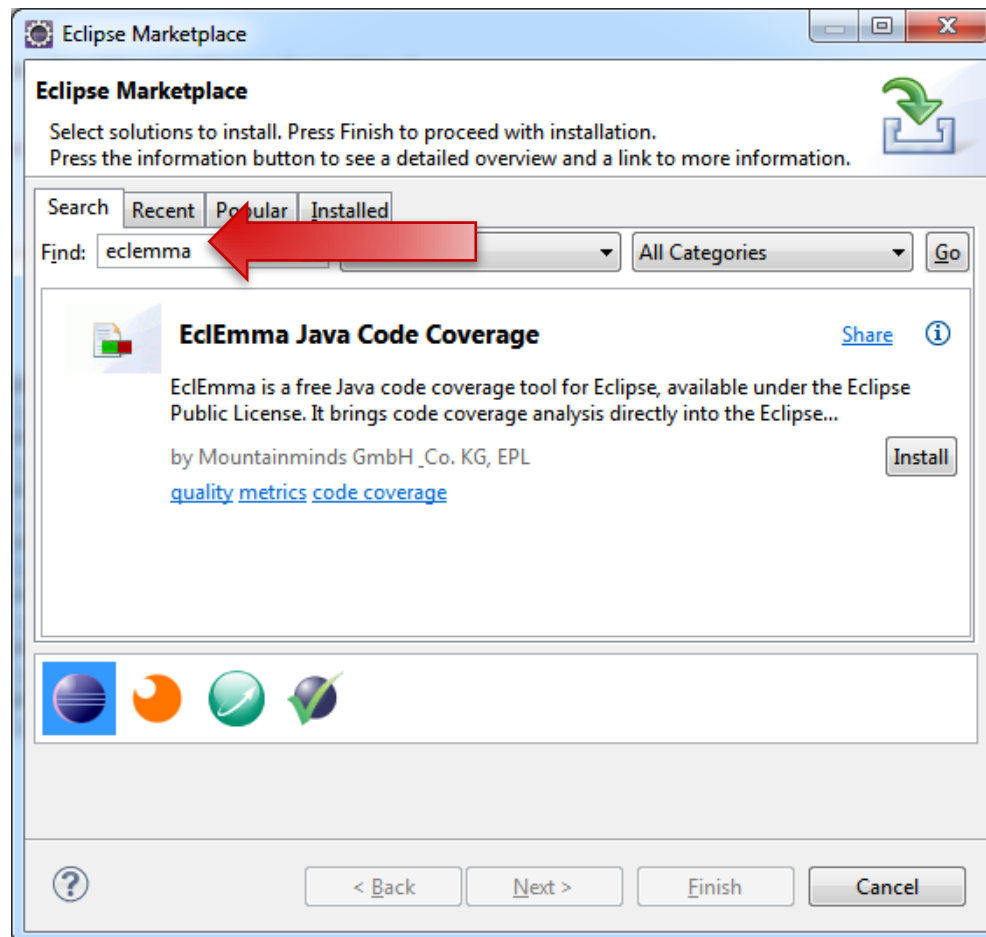 Eclipse Marketplace
Eclipse Marketplace
Select solutions to install. Press Finish to proceed with installation.
Press the information button to see a detailed overview and a link to more information.
Search Recent Popular Installed
Find: eclemma All Categories Go
EclEmma Java Code Coverage Share
EclEmma is a free Java code coverage tool for Eclipse, available under the Eclipse
Public License. It brings code coverage analysis directly into the Eclipse...
by Mountainminds GmbH _Co. KG, EPL Install
quality metrics code coverage
< Back Next > Finish Cancel